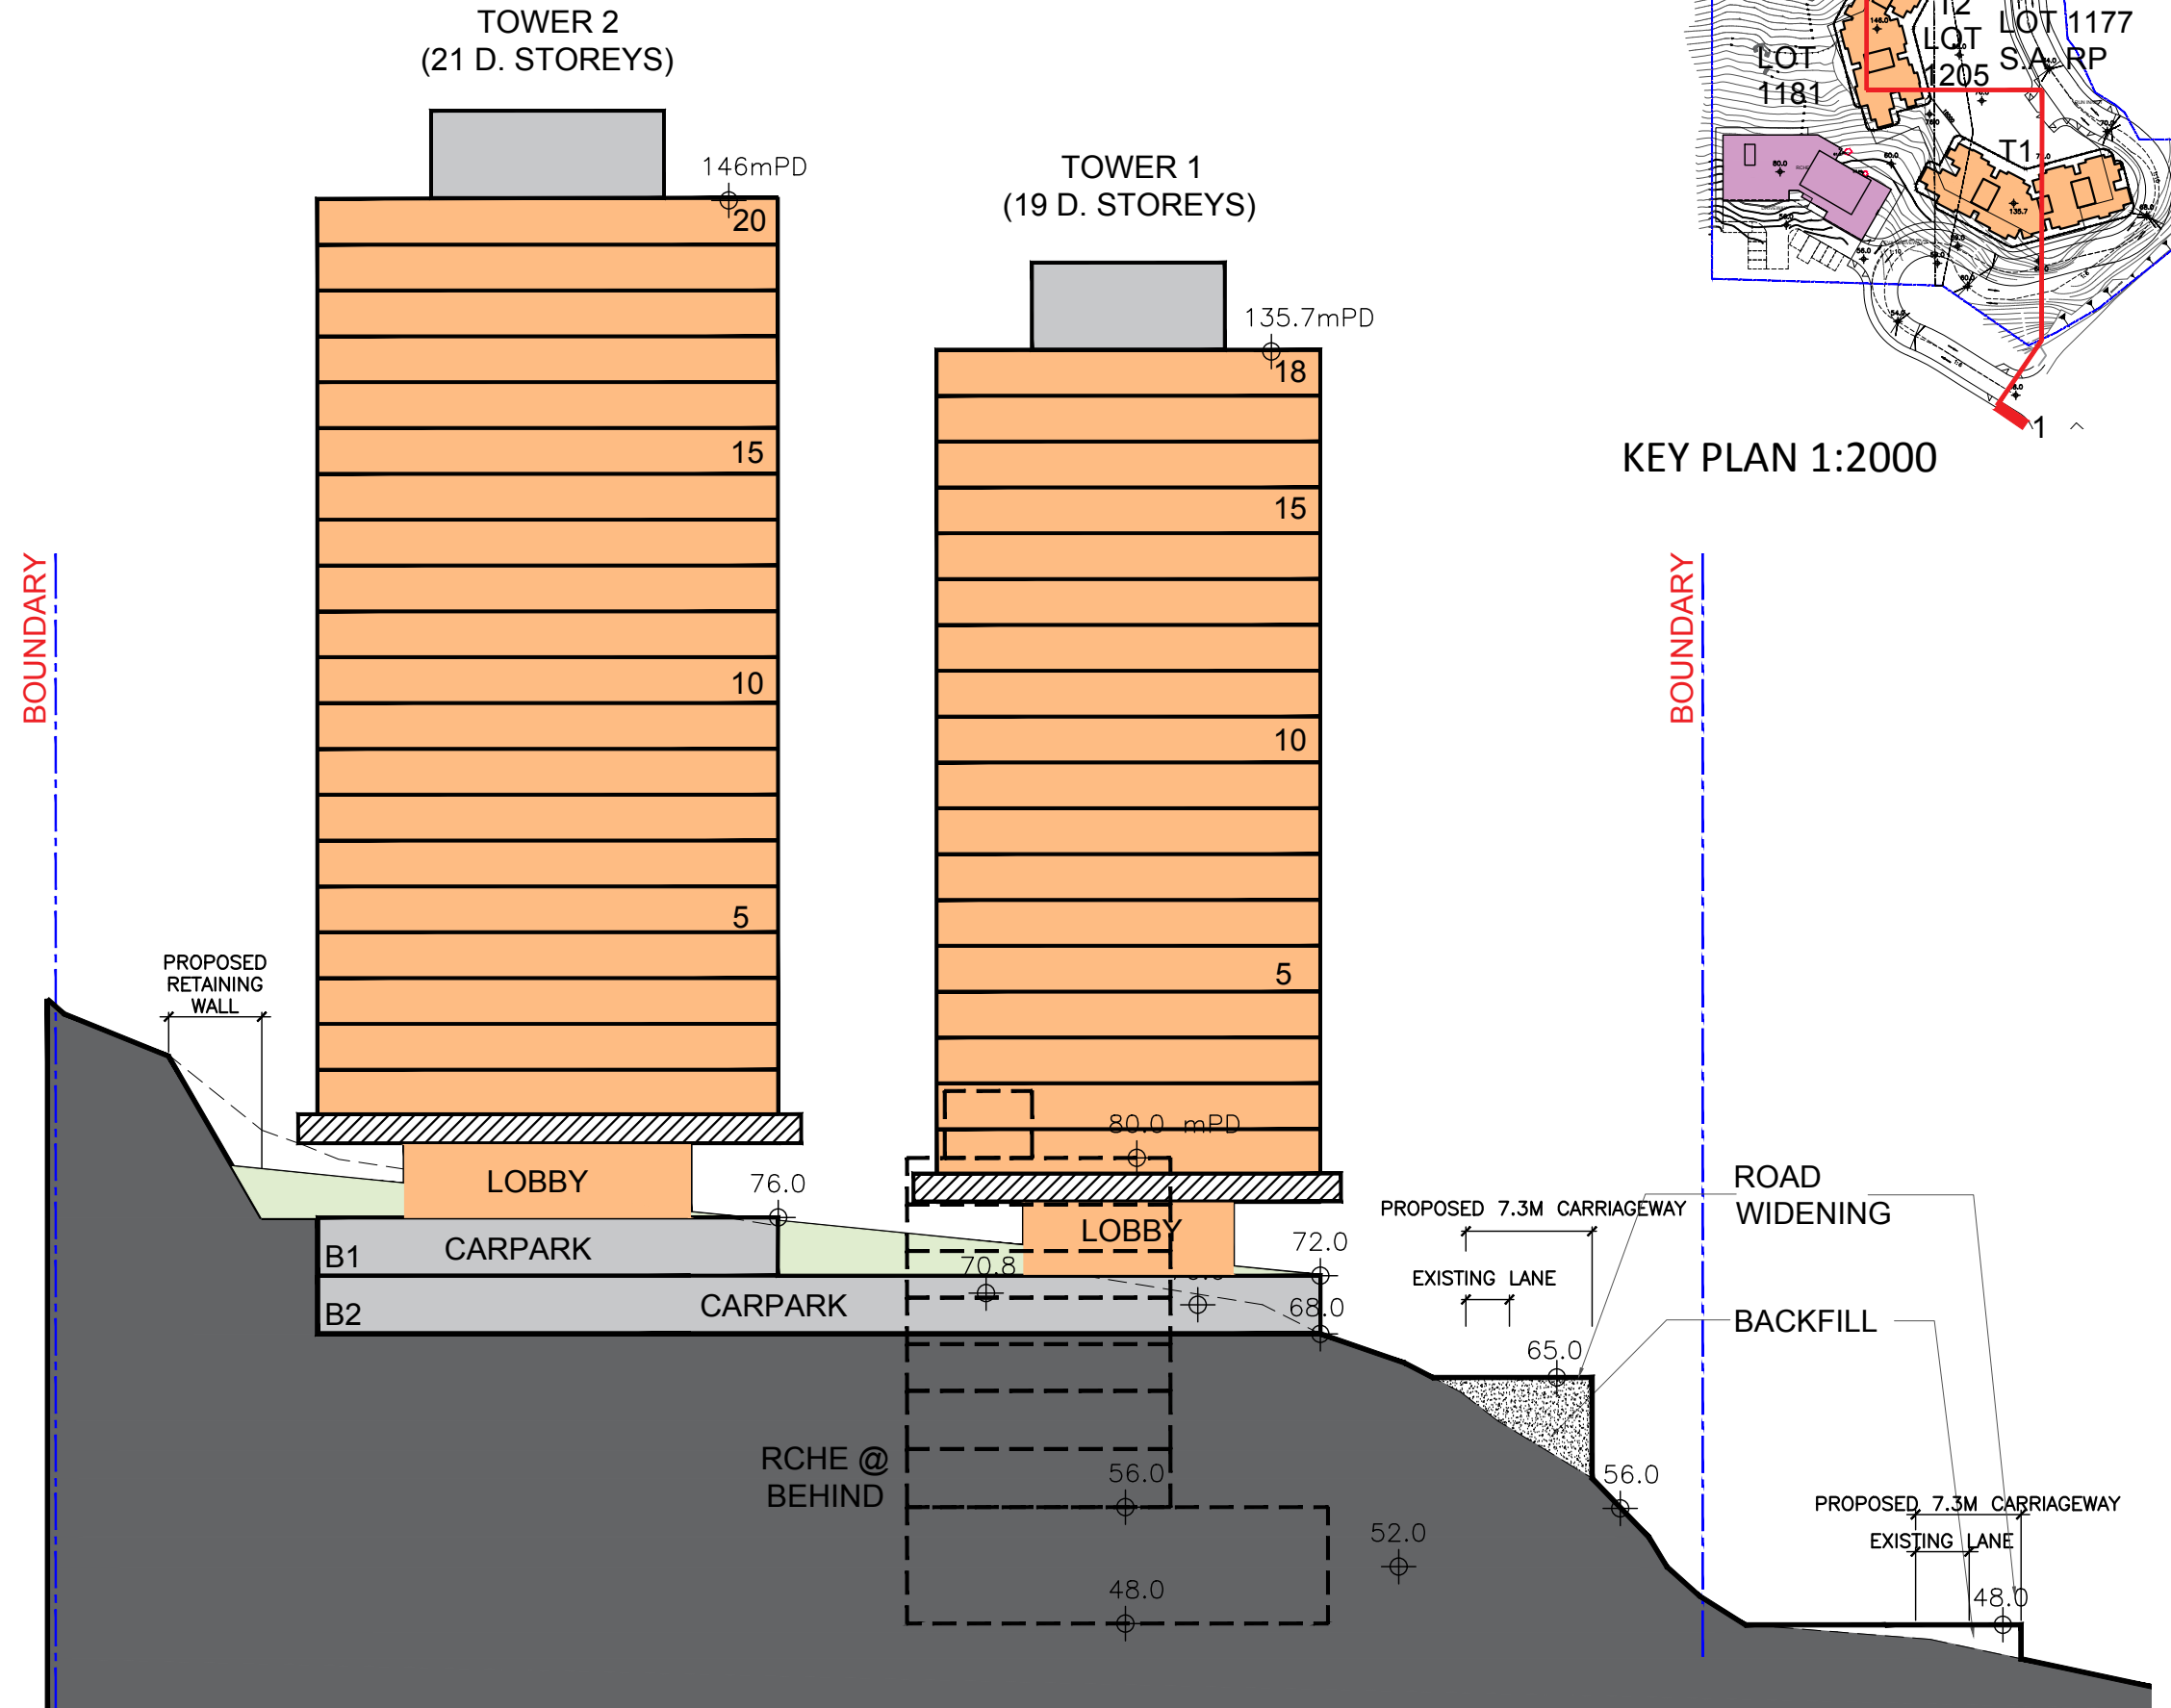 TOWER 2
(21 D. STOREYS)
146mPD
20
15
10
5
TOWER 1
(19 D. STOREYS)
135.7mPD
18
15
10
5
T2
LOT 1177
S.A. RP
LOT
1205
LOT
1181
T1
1
KEY PLAN 1:2000
BOUNDARY
BOUNDARY
PROPOSED
RETAINING
WALL
LOBBY
76.0
B1
CARPARK
B2
CARPARK
80.0 mPD
LOBBY
70.8
72.0
68.0
PROPOSED 7.3M CARRIAGEWAY
EXISTING LANE
ROAD
WIDENING
BACKFILL
65.0
56.0
RCHE @
BEHIND
56.0
52.0
48.0
PROPOSED 7.3M CARRIAGEWAY
EXISTING LANE
48.0